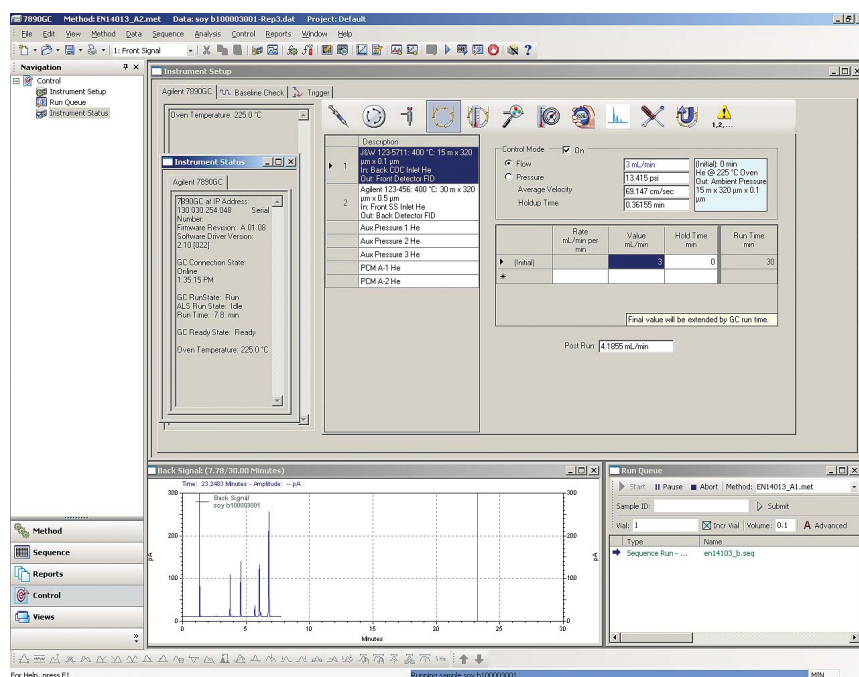 7890GC   Method: EN14013_A2.met   Data: soy b100003001-Rep3.dat   Project: Default
File Edit View Method Data Sequence Analysis Control Reports Window Help
1: Front Signal
Navigation
Control
Instrument Setup
Run Queue
Instrument Status
Instrument Setup
Agilent 7890GC Baseline Check Trigger
Oven Temperature: 225.0 °C
Instrument Status
Agilent 7890GC
7890GC at IP Address:
130.030.254.048 Serial
Number:
Firmware Revision: A.01.08
Software Driver Version:
2.10 [022]
GC Connection State:
Online
1:35:15 PM
GC RunState: Run
ALS Run State: Idle
Run Time: 7.8 min
GC Ready State: Ready
Oven Temperature: 225.0 °C
1,2,...
Description
1
J&W 123-5711: 400 °C: 15 m x 320
µm x 0.1 µm
In: Back COC Inlet He
Out: Front Detector FID
2
Agilent 123-456: 400 °C: 30 m x 320
µm x 0.5 µm
In: Front SS Inlet He
Out: Back Detector FID
Aux Pressure 1 He
Aux Pressure 2 He
Aux Pressure 3 He
PCM A-1 He
PCM A-2 He
Control Mode On
Flow 3 mL/min
Pressure 13.415 psi
Average Velocity 69.147 cm/sec
Holdup Time 0.36155 min
(Initial): 0 min
He @ 225 °C Oven
Out: Ambient Pressure
15 m x 320 µm x 0.1
µm
Rate mL/min per min Value mL/min Hold Time min Run Time min
(Initial) 3 0 30
*
Final value will be extended by GC run time.
Post Run: 4.1855 mL/min
Back Signal: (7.78/30.00 Minutes)
Time: 23.2483 Minutes - Amplitude: -- pA
Back Signal
soy b100003001
300 300
200 200
pA pA
100 100
0 0
0 5 10 15 20 25 30
Minutes
Run Queue
Start Pause Abort Method: EN14013_A1.met
Sample ID: Submit
Vial: 1 Incr Vial Volume: 0.1 Advanced
Type Name
Sequence Run - ... en14103_b.seq
Method
Sequence
Reports
Control
Views
For Help, press F1
Running sample soy b100003001
MIN